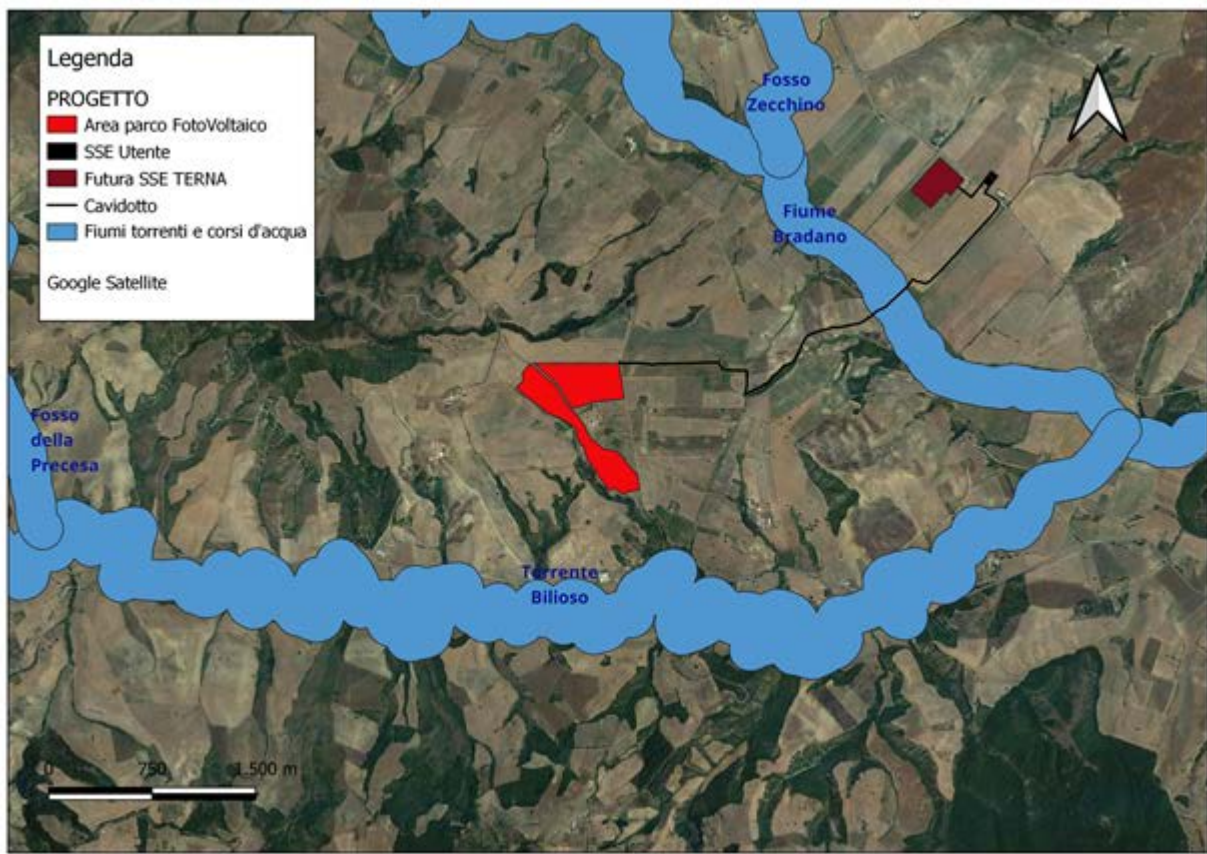 Legenda
PROGETTO
Area parco FotoVoltaico
SSE Utente
Futura SSE TERNA
Cavidotto
Fiumi torrenti e corsi d'acqua
Google Satellite
Fosso
Zecchino
Fiume
Bradano
Fosso
della
Precesa
Torrente
Bilioso
0 750 1.500 m